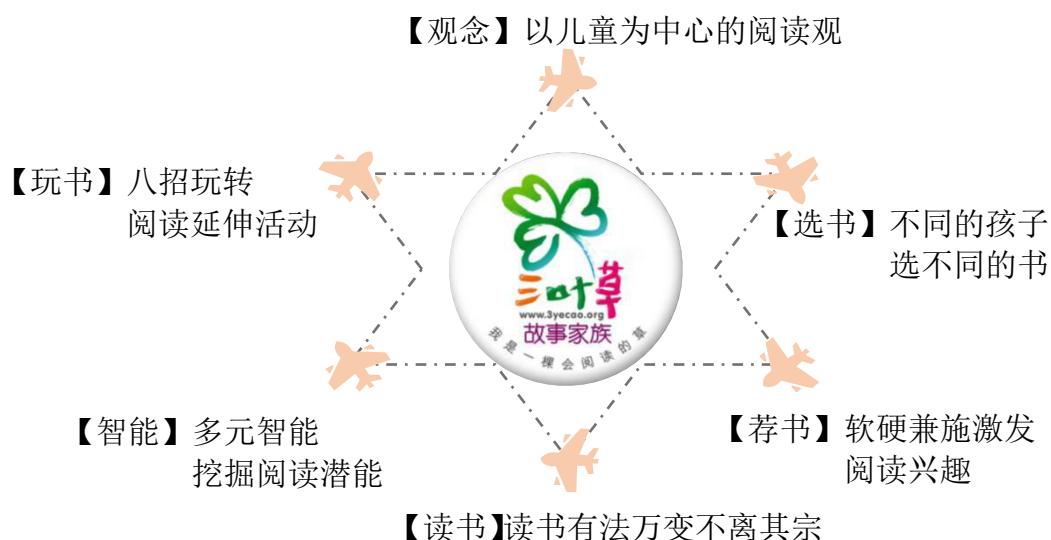 【观念】以儿童为中心的阅读观
【玩书】八招玩转
阅读延伸活动
【选书】不同的孩子
选不同的书
三叶草
www.3yecao.org
故事家族
我是一棵会阅读的草
【智能】多元智能
挖掘阅读潜能
【荐书】软硬兼施激发
阅读兴趣
【读书】读书有法万变不离其宗